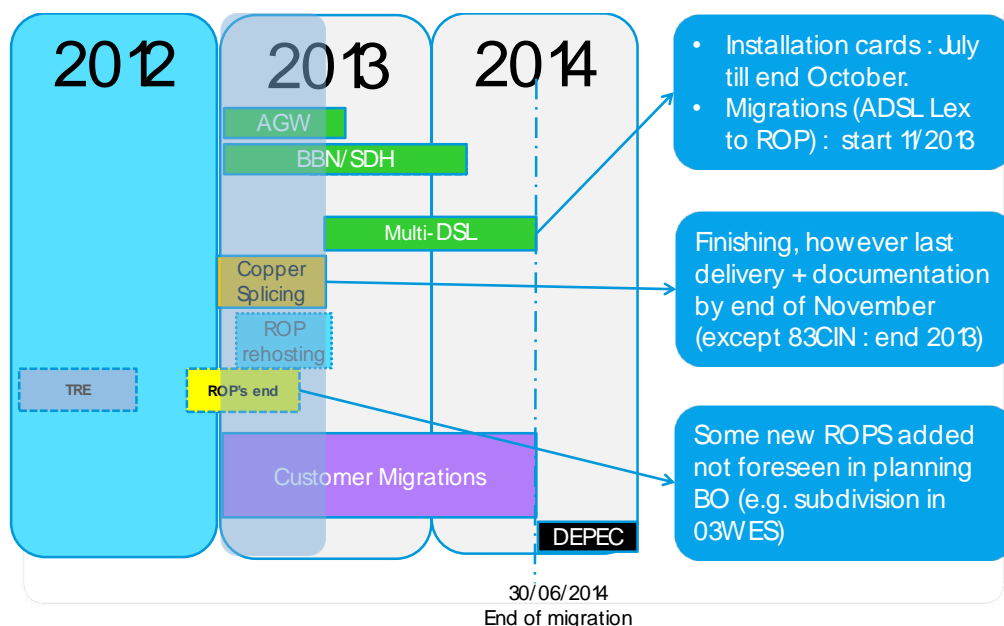 2012
2013
2014
AGW
BBN/SDH
Multi-DSL
Copper
Splicing
ROP
rehosting
TRE
ROP's end
Customer Migrations
DEPEC
30/06/2014
End of migration
• Installation cards : July
till end October.
• Migrations (ADSL Lex
to ROP) : start 11/2013
Finishing, however last
delivery + documentation
by end of November
(except 83CIN : end 2013)
Some new ROPS added
not foreseen in planning
BO (e.g. subdivision in
03WES)